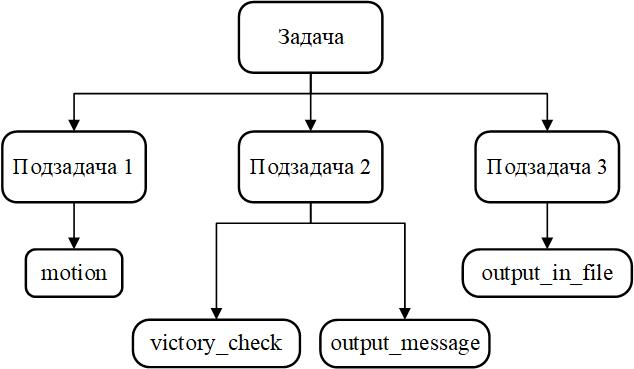 Задача
Подзадача 1
Подзадача 2
Подзадача 3
motion
output_in_file
victory_check
output_message